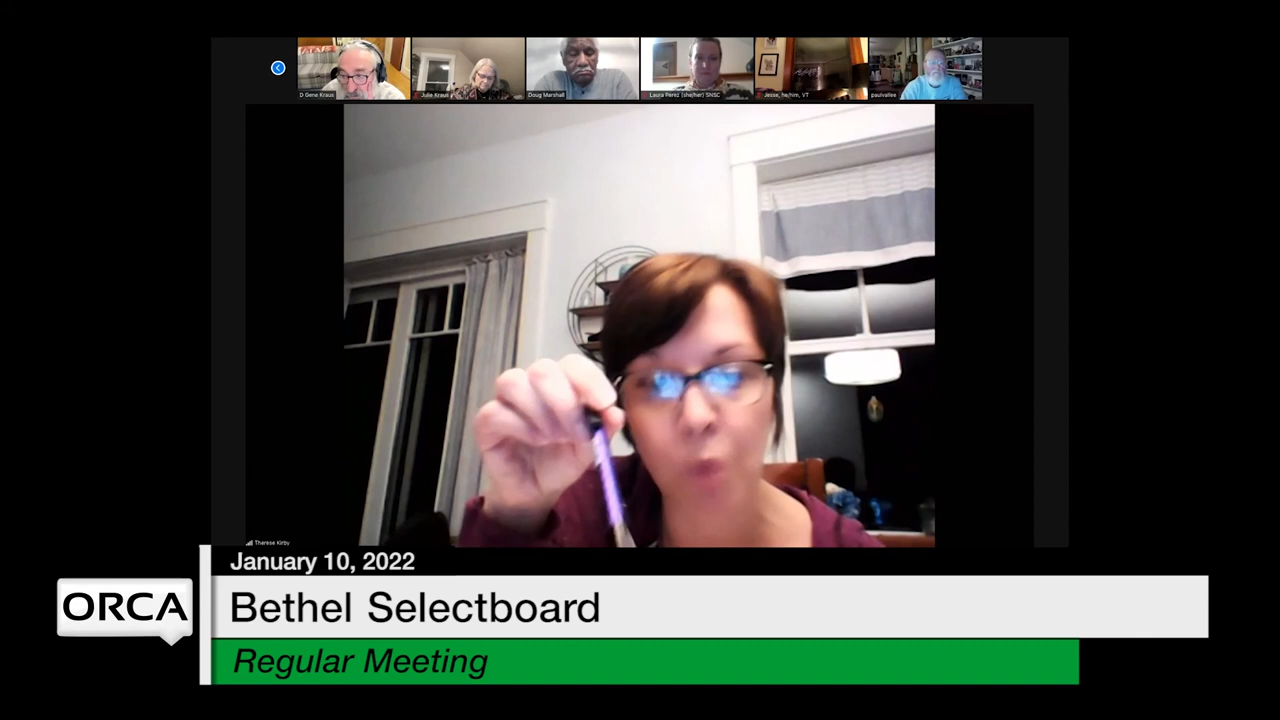 D Gene Kraus
Julie Kraus
Doug Marshall
Laura Perez (she/her) SNSC
Jesse, he/him, VT
paulvallee
Therese Kirby
January 10, 2022
ORCA
Bethel Selectboard
Regular Meeting